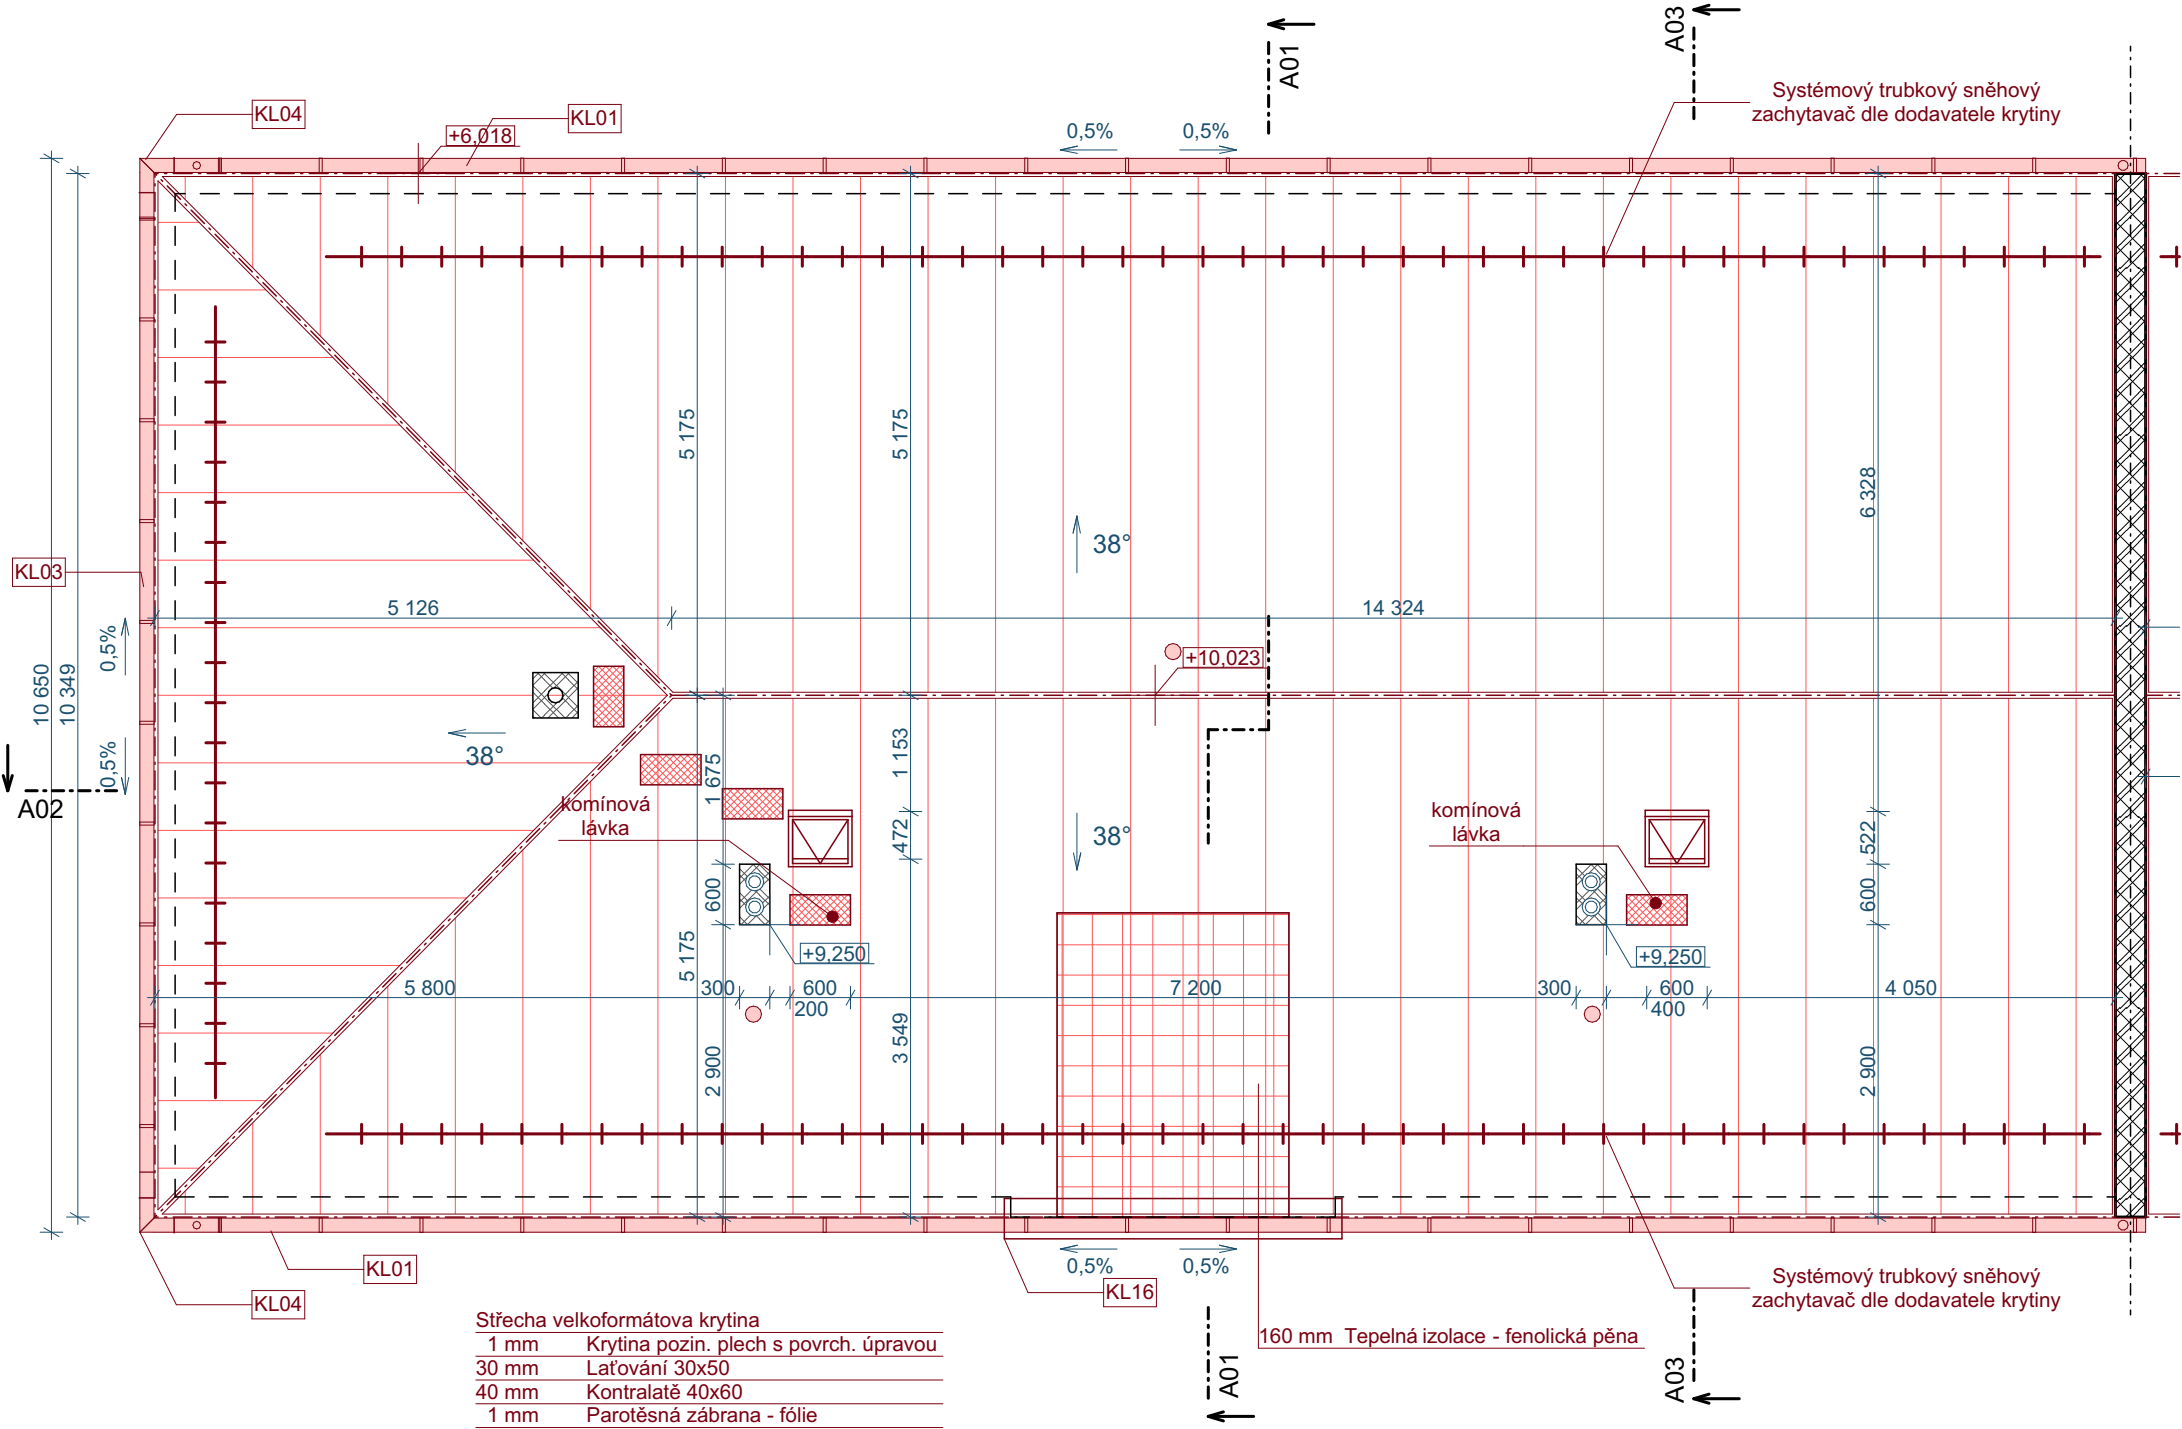 A01
A03
Systémový trubkový sněhový
zachytavač dle dodavatele krytiny
KL04
KL01
+6,018
0,5%
0,5%
5 175
5 175
6 328
38°
KL03
5 126
14 324
0,5%
10 650
10 349
+10,023
0,5%
38°
A02
1 675
1 153
komínová
lávka
472
38°
komínová
lávka
522
600
600
+9,250
+9,250
5 175
5 800
300
600
200
7 200
300
600
400
4 050
3 549
2 900
2 900
KL01
KL04
0,5%
0,5%
KL16
Systémový trubkový sněhový
zachytavač dle dodavatele krytiny
160 mm Tepelná izolace - fenolická pěna
A01
A03
Střecha velkoformátova krytina
1 mm Krytina pozin. plech s povrch. úpravou
30 mm Laťování 30x50
40 mm Kontralatě 40x60
1 mm Parotěsná zábrana - fólie